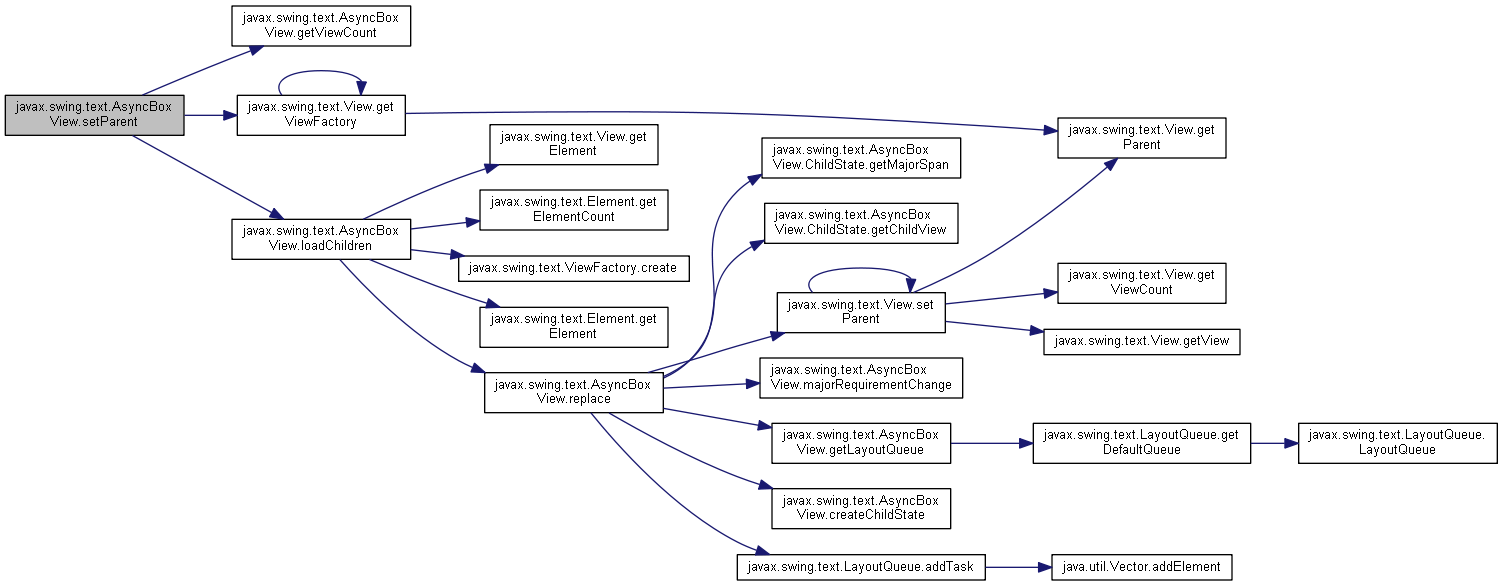 javax.swing.text.AsyncBox
View.getViewCount
javax.swing.text.AsyncBox
View.setParent
javax.swing.text.View.get
ViewFactory
javax.swing.text.AsyncBox
View.loadChildren
javax.swing.text.View.get
Element
javax.swing.text.Element.get
ElementCount
javax.swing.text.ViewFactory.create
javax.swing.text.Element.get
Element
javax.swing.text.AsyncBox
View.replace
javax.swing.text.AsyncBox
View.ChildState.getMajorSpan
javax.swing.text.AsyncBox
View.ChildState.getChildView
javax.swing.text.View.set
Parent
javax.swing.text.AsyncBox
View.majorRequirementChange
javax.swing.text.AsyncBox
View.getLayoutQueue
javax.swing.text.AsyncBox
View.createChildState
javax.swing.text.LayoutQueue.addTask
javax.swing.text.View.get
Parent
javax.swing.text.View.get
ViewCount
javax.swing.text.View.getView
javax.swing.text.LayoutQueue.get
DefaultQueue
java.util.Vector.addElement
javax.swing.text.LayoutQueue.
LayoutQueue